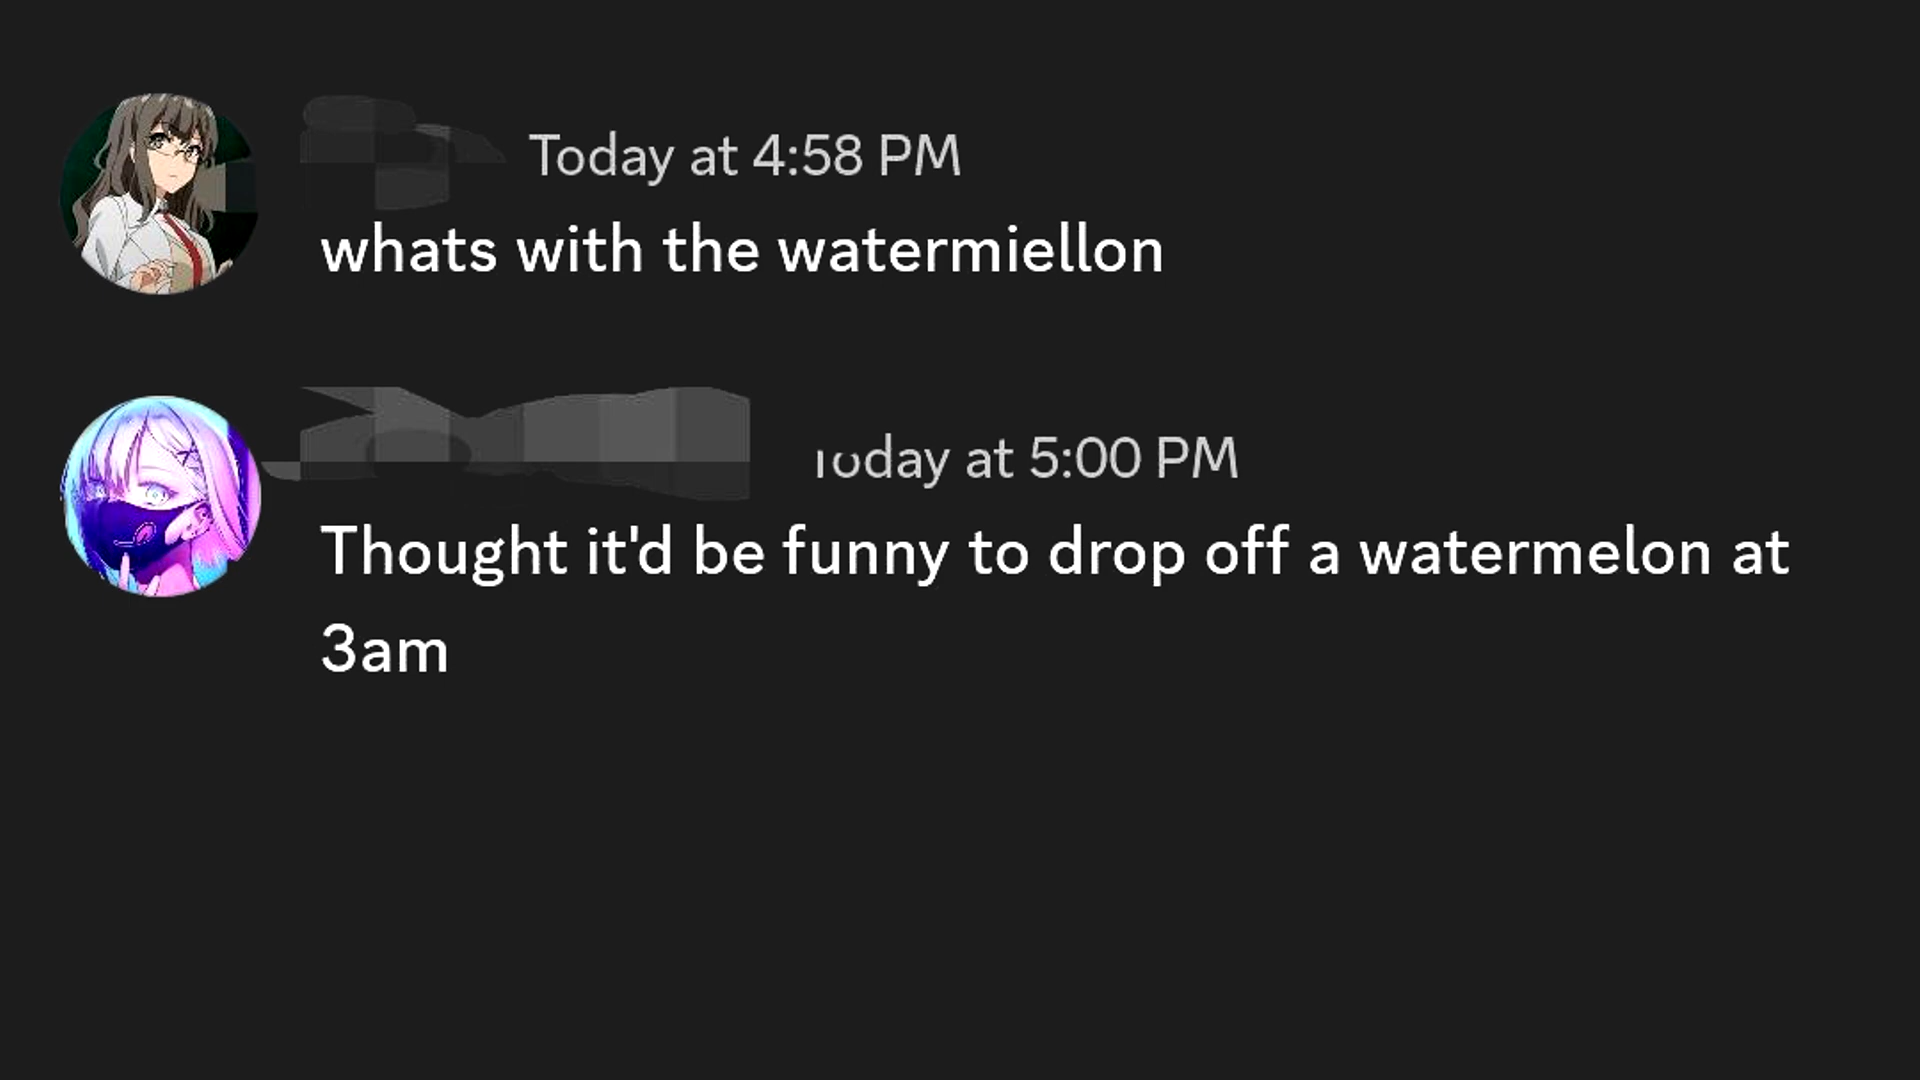 Today at 4:58 PM
whats with the watermiellon
Today at 5:00 PM
Thought it'd be funny to drop off a watermelon at
3am